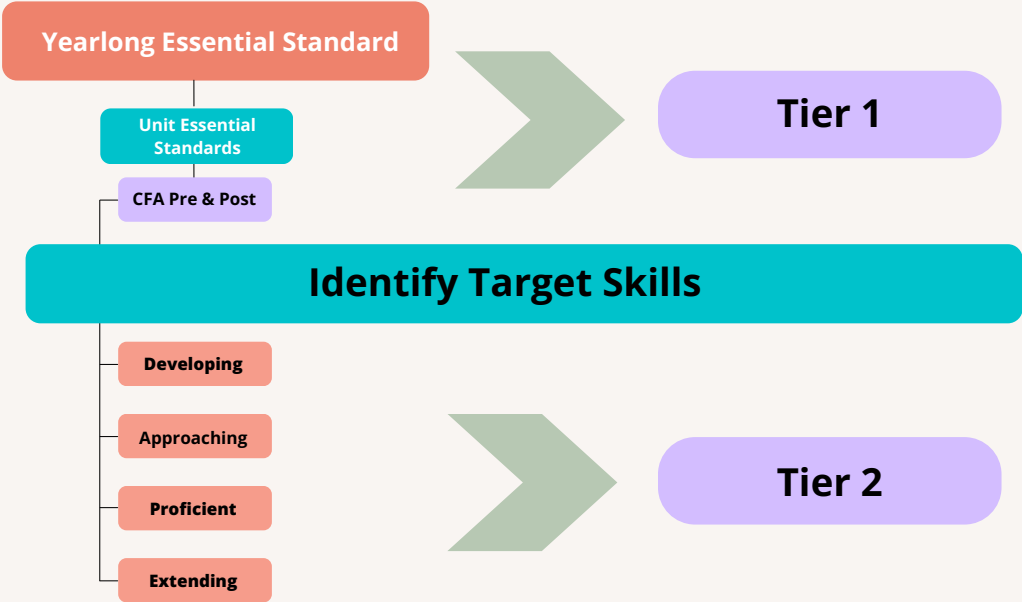 Yearlong Essential Standard
Unit Essential
Standards
Tier 1
CFA Pre & Post
Identify Target Skills
Developing
Approaching
Proficient
Extending
Tier 2